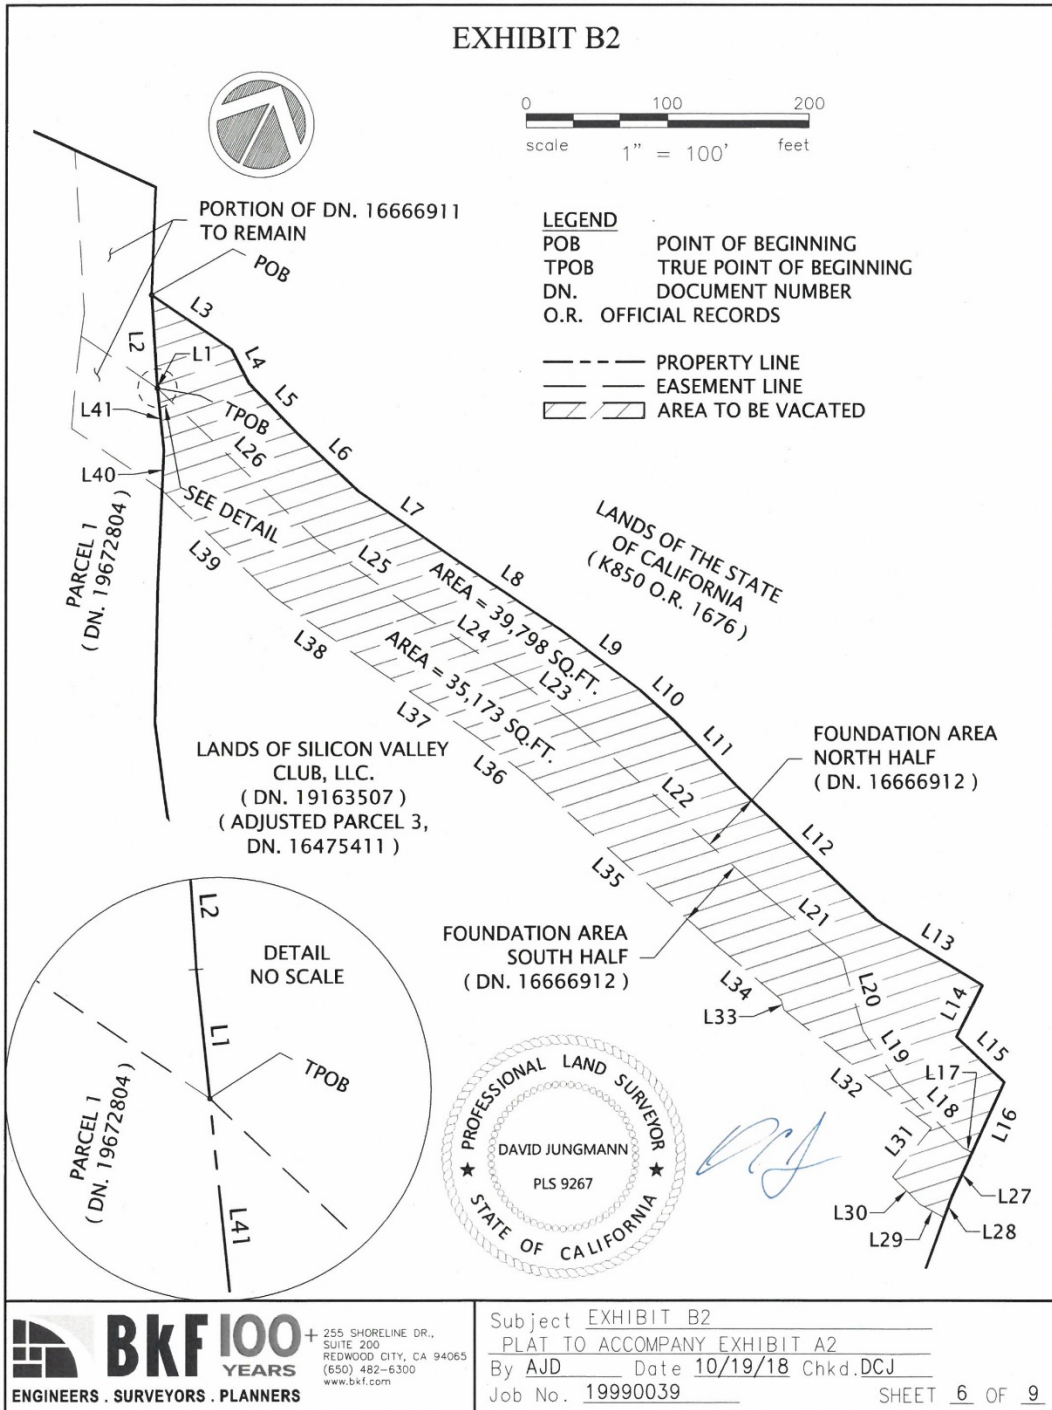 EXHIBIT B2
0 100 200
scale 1" = 100' feet
PORTION OF DN. 16666911
TO REMAIN
POB
LEGEND
POB POINT OF BEGINNING
TPOB TRUE POINT OF BEGINNING
DN. DOCUMENT NUMBER
O.R. OFFICIAL RECORDS
PROPERTY LINE
EASEMENT LINE
AREA TO BE VACATED
L3
L2
L1
L4
L41
TPOB
L5
L26
L6
L40
SEE DETAIL
L7
PARCEL 1
( DN. 19672804 )
L39
L25
L8
LANDS OF THE STATE
OF CALIFORNIA
( K850 O.R. 1676 )
AREA = 39,798 SQ.FT.
L24
L38
AREA = 35,173 SQ.FT.
L23
L9
L10
L37
L11
L36
L22
FOUNDATION AREA
NORTH HALF
( DN. 16666912 )
LANDS OF SILICON VALLEY
CLUB, LLC.
( DN. 19163507 )
( ADJUSTED PARCEL 3,
DN. 16475411 )
L12
L35
L21
L13
FOUNDATION AREA
SOUTH HALF
( DN. 16666912 )
L34
L20
L14
L33
L19
L15
L17
L32
L18
L16
L31
L30
L27
L29
L28
L2
DETAIL
NO SCALE
L1
TPOB
PARCEL 1
( DN. 19672804 )
L41
PROFESSIONAL LAND SURVEYOR
DAVID JUNGMANN
PLS 9267
STATE OF CALIFORNIA
BKF 100+
YEARS
ENGINEERS . SURVEYORS . PLANNERS
255 SHORELINE DR.,
SUITE 200
REDWOOD CITY, CA 94065
(650) 482-6300
www.bkf.com
Subject EXHIBIT B2
PLAT TO ACCOMPANY EXHIBIT A2
By AJD Date 10/19/18 Chkd.DCJ
Job No. 19990039 SHEET 6 OF 9